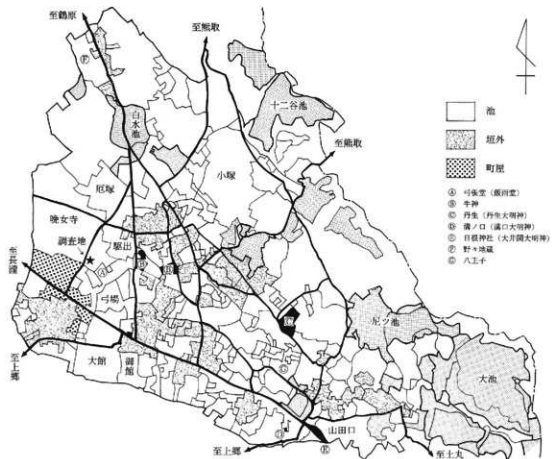 至鶴原
至熊取
Ⓕ
白水池
十二谷池
至熊取
小塚
厄塚
晩女寺
調査地
駆出
Ⓐ
至長瀧
弓場
尼ツ池
大池
大館
御館
至上郷
Ⓒ
山田口
至上郷
Ⓔ
至土丸
池
垣外
町屋
Ⓐ 弓張堂（飯田堂）
Ⓑ 牛神
Ⓒ 丹生（丹生大明神）
Ⓓ 溝ノ口（溝口大明神）
Ⓔ 日根神社（大井関大明神）
Ⓕ 野々地蔵
Ⓖ 八王子